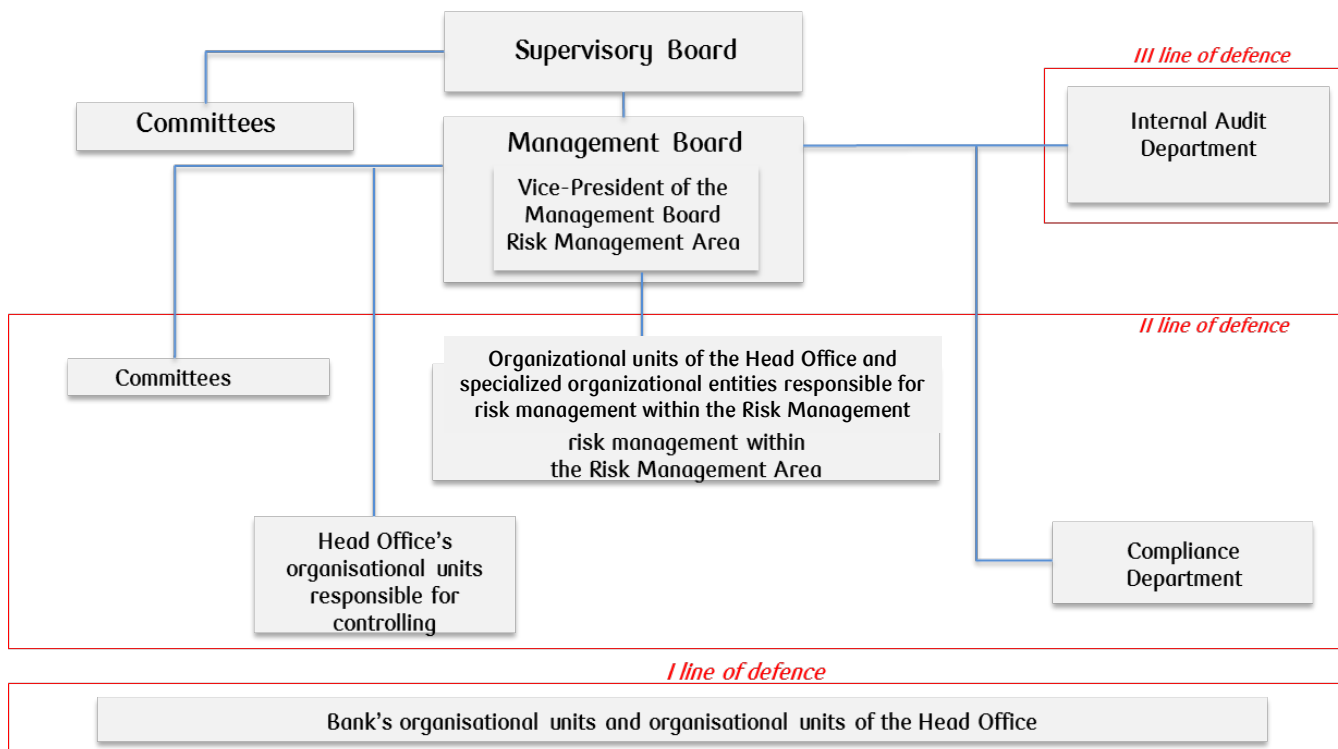 Supervisory Board
III line of defence
Committees
Internal Audit
Department
Management Board
Vice-President of the
Management Board
Risk Management Area
II line of defence
Committees
Organizational units of the Head Office and
specialized organizational entities responsible for
risk management within the Risk Management
risk management within
the Risk Management Area
Head Office's
organisational units
responsible for
controlling
Compliance
Department
I line of defence
Bank's organisational units and organisational units of the Head Office